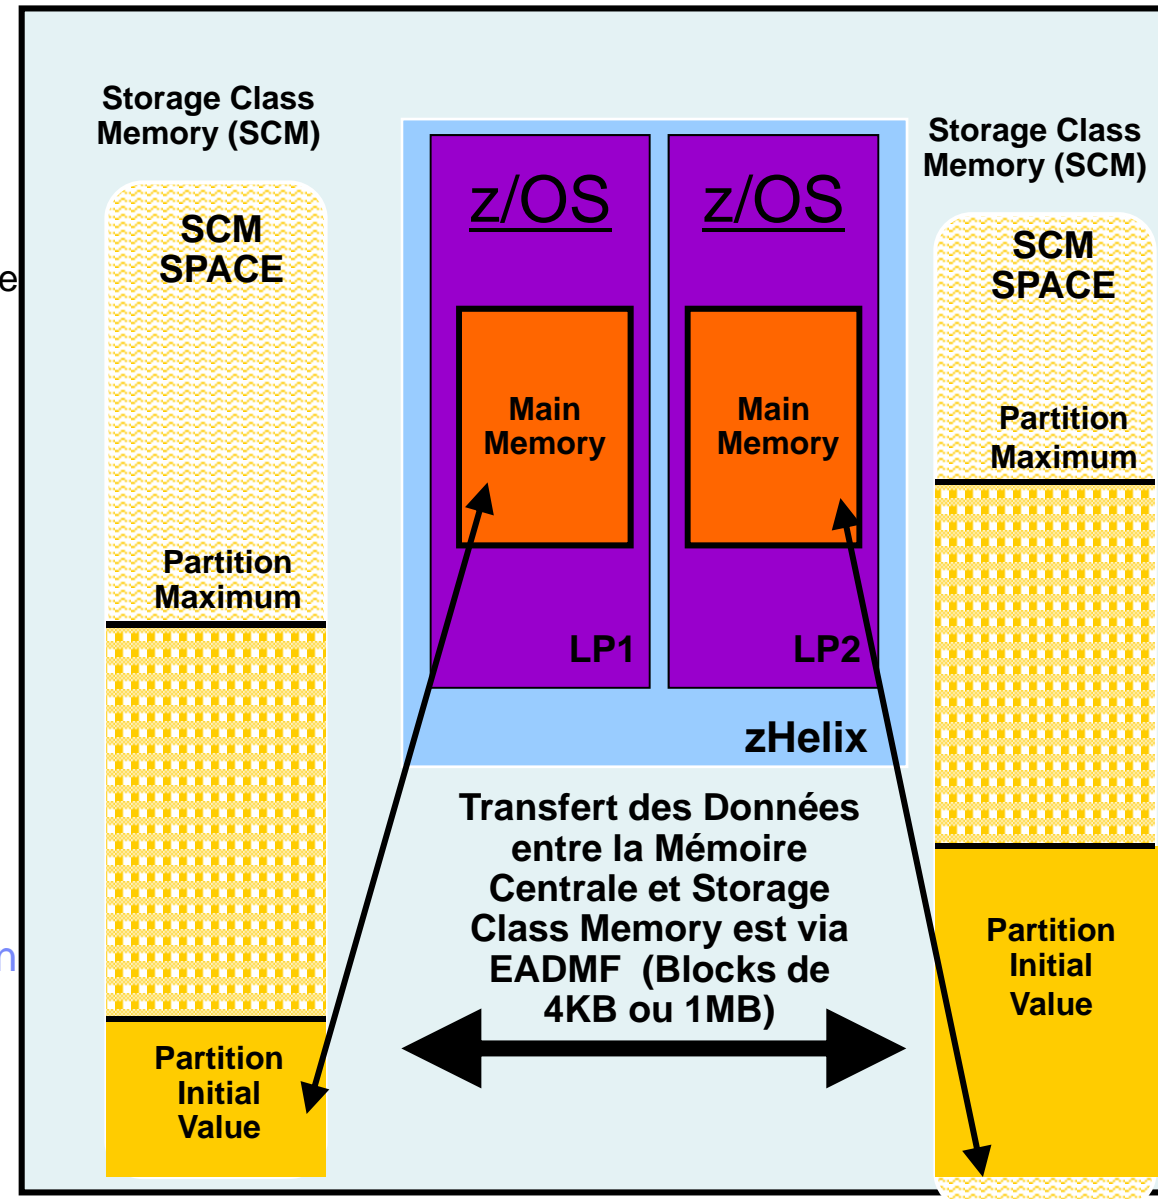 Storage Class
Memory (SCM)
SCM
SPACE
Partition
Maximum
Partition
Initial
Value
z/OS
Main
Memory
LP1
z/OS
Main
Memory
LP2
zHelix
Transfert des Données
entre la Mémoire
Centrale et Storage
Class Memory est via
EADMF (Blocks de
4KB ou 1MB)
Storage Class
Memory (SCM)
SCM
SPACE
Partition
Maximum
Partition
Initial
Value
e